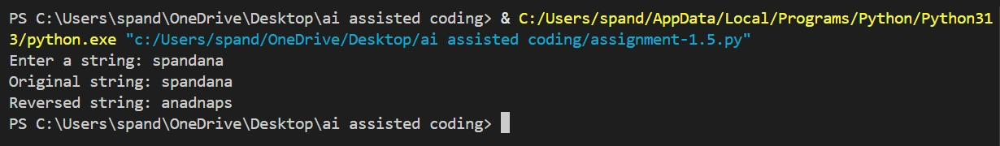 PS C:\Users\spand\OneDrive\Desktop\ai assisted coding> & C:/Users/spand/AppData/Local/Programs/Python/Python31
3/python.exe "c:/Users/spand/OneDrive/Desktop/ai assisted coding/assignment-1.5.py"
Enter a string: spandana
Original string: spandana
Reversed string: anadnaps
PS C:\Users\spand\OneDrive\Desktop\ai assisted coding>